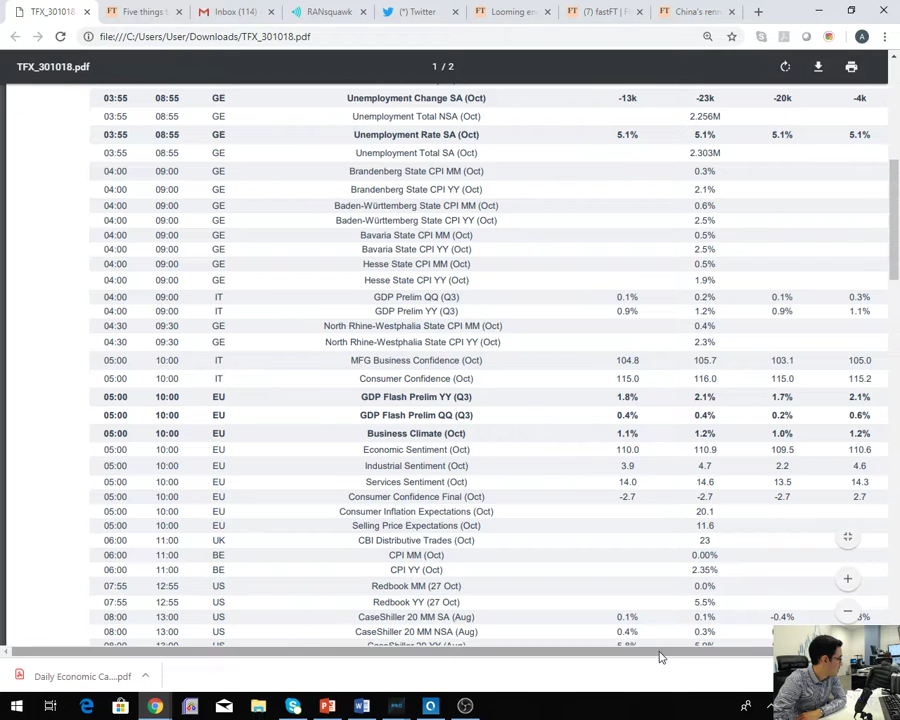 TFX_301018
Five things t
Inbox (114)
RANsquawk
(*) Twitter
Looming en
(7) fastFT | F
China's renr
file:///C:/Users/User/Downloads/TFX_301018.pdf
A
TFX_301018.pdf
1 / 2
03:55 08:55 GE Unemployment Change SA (Oct) -13k -23k -20k -4k
03:55 08:55 GE Unemployment Total NSA (Oct) 2.256M
03:55 08:55 GE Unemployment Rate SA (Oct) 5.1% 5.1% 5.1% 5.1%
03:55 08:55 GE Unemployment Total SA (Oct) 2.303M
04:00 09:00 GE Brandenberg State CPI MM (Oct) 0.3%
04:00 09:00 GE Brandenberg State CPI YY (Oct) 2.1%
04:00 09:00 GE Baden-Württemberg State CPI MM (Oct) 0.6%
04:00 09:00 GE Baden-Württemberg State CPI YY (Oct) 2.5%
04:00 09:00 GE Bavaria State CPI MM (Oct) 0.5%
04:00 09:00 GE Bavaria State CPI YY (Oct) 2.5%
04:00 09:00 GE Hesse State CPI MM (Oct) 0.5%
04:00 09:00 GE Hesse State CPI YY (Oct) 1.9%
04:00 09:00 IT GDP Prelim QQ (Q3) 0.1% 0.2% 0.1% 0.3%
04:00 09:00 IT GDP Prelim YY (Q3) 0.9% 1.2% 0.9% 1.1%
04:30 09:30 GE North Rhine-Westphalia State CPI MM (Oct) 0.4%
04:30 09:30 GE North Rhine-Westphalia State CPI YY (Oct) 2.3%
05:00 10:00 IT MFG Business Confidence (Oct) 104.8 105.7 103.1 105.0
05:00 10:00 IT Consumer Confidence (Oct) 115.0 116.0 115.0 115.2
05:00 10:00 EU GDP Flash Prelim YY (Q3) 1.8% 2.1% 1.7% 2.1%
05:00 10:00 EU GDP Flash Prelim QQ (Q3) 0.4% 0.4% 0.2% 0.6%
05:00 10:00 EU Business Climate (Oct) 1.1% 1.2% 1.0% 1.2%
05:00 10:00 EU Economic Sentiment (Oct) 110.0 110.9 109.5 110.6
05:00 10:00 EU Industrial Sentiment (Oct) 3.9 4.7 2.2 4.6
05:00 10:00 EU Services Sentiment (Oct) 14.0 14.6 13.5 14.3
05:00 10:00 EU Consumer Confidence Final (Oct) -2.7 -2.7 -2.7 2.7
05:00 10:00 EU Consumer Inflation Expectations (Oct) 20.1
05:00 10:00 EU Selling Price Expectations (Oct) 11.6
06:00 11:00 UK CBI Distributive Trades (Oct) 23
06:00 11:00 BE CPI MM (Oct) 0.00%
06:00 11:00 BE CPI YY (Oct) 2.35%
07:55 12:55 US Redbook MM (27 Oct) 0.0%
07:55 12:55 US Redbook YY (27 Oct) 5.5%
08:00 13:00 US CaseShiller 20 MM SA (Aug) 0.1% 0.1% -0.4%
08:00 13:00 US CaseShiller 20 MM NSA (Aug) 0.4% 0.3%
08:00 13:00 US CaseShiller 20 YY (Aug) 5.8% 5.9%
Daily Economic Ca....pdf